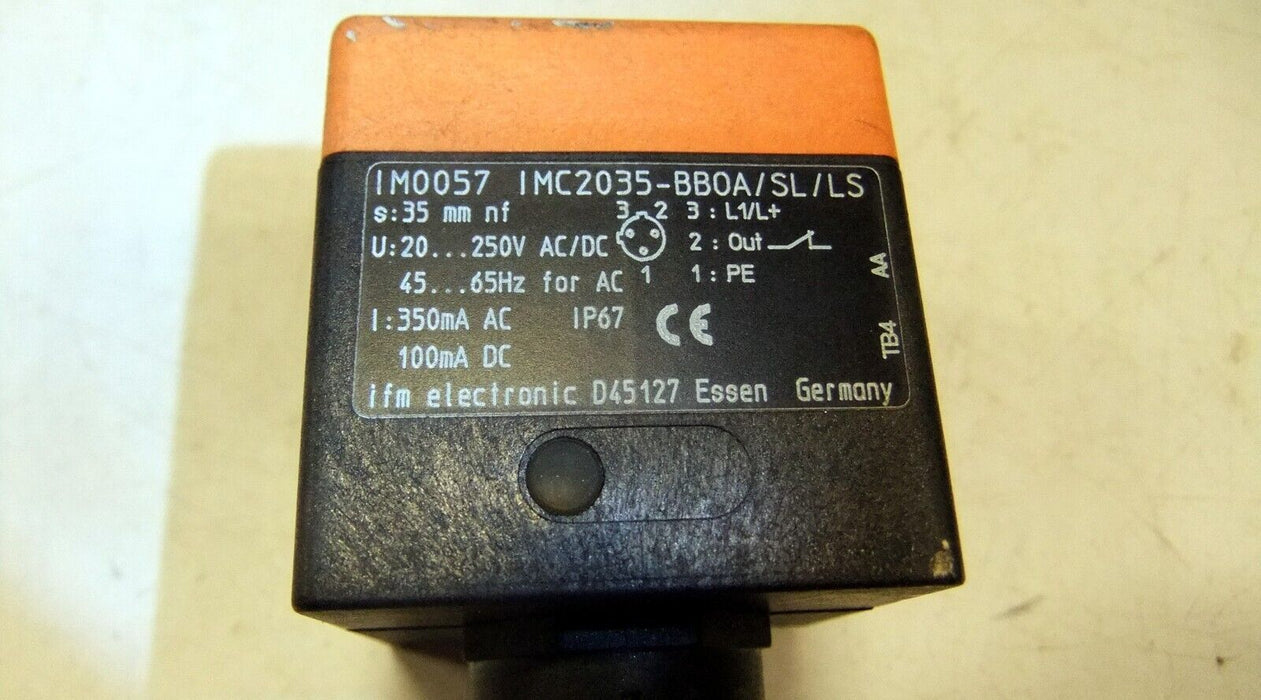 IM0057 IMC2035-BBOA/SL/LS
s:35 mm nf
U:20...250V AC/DC
45...65Hz for AC
I:350mA AC IP67 CE
100mA DC
3 2
1
3 : L1/L+
2 : Out
1 : PE
AA
TB4
ifm electronic D45127 Essen Germany